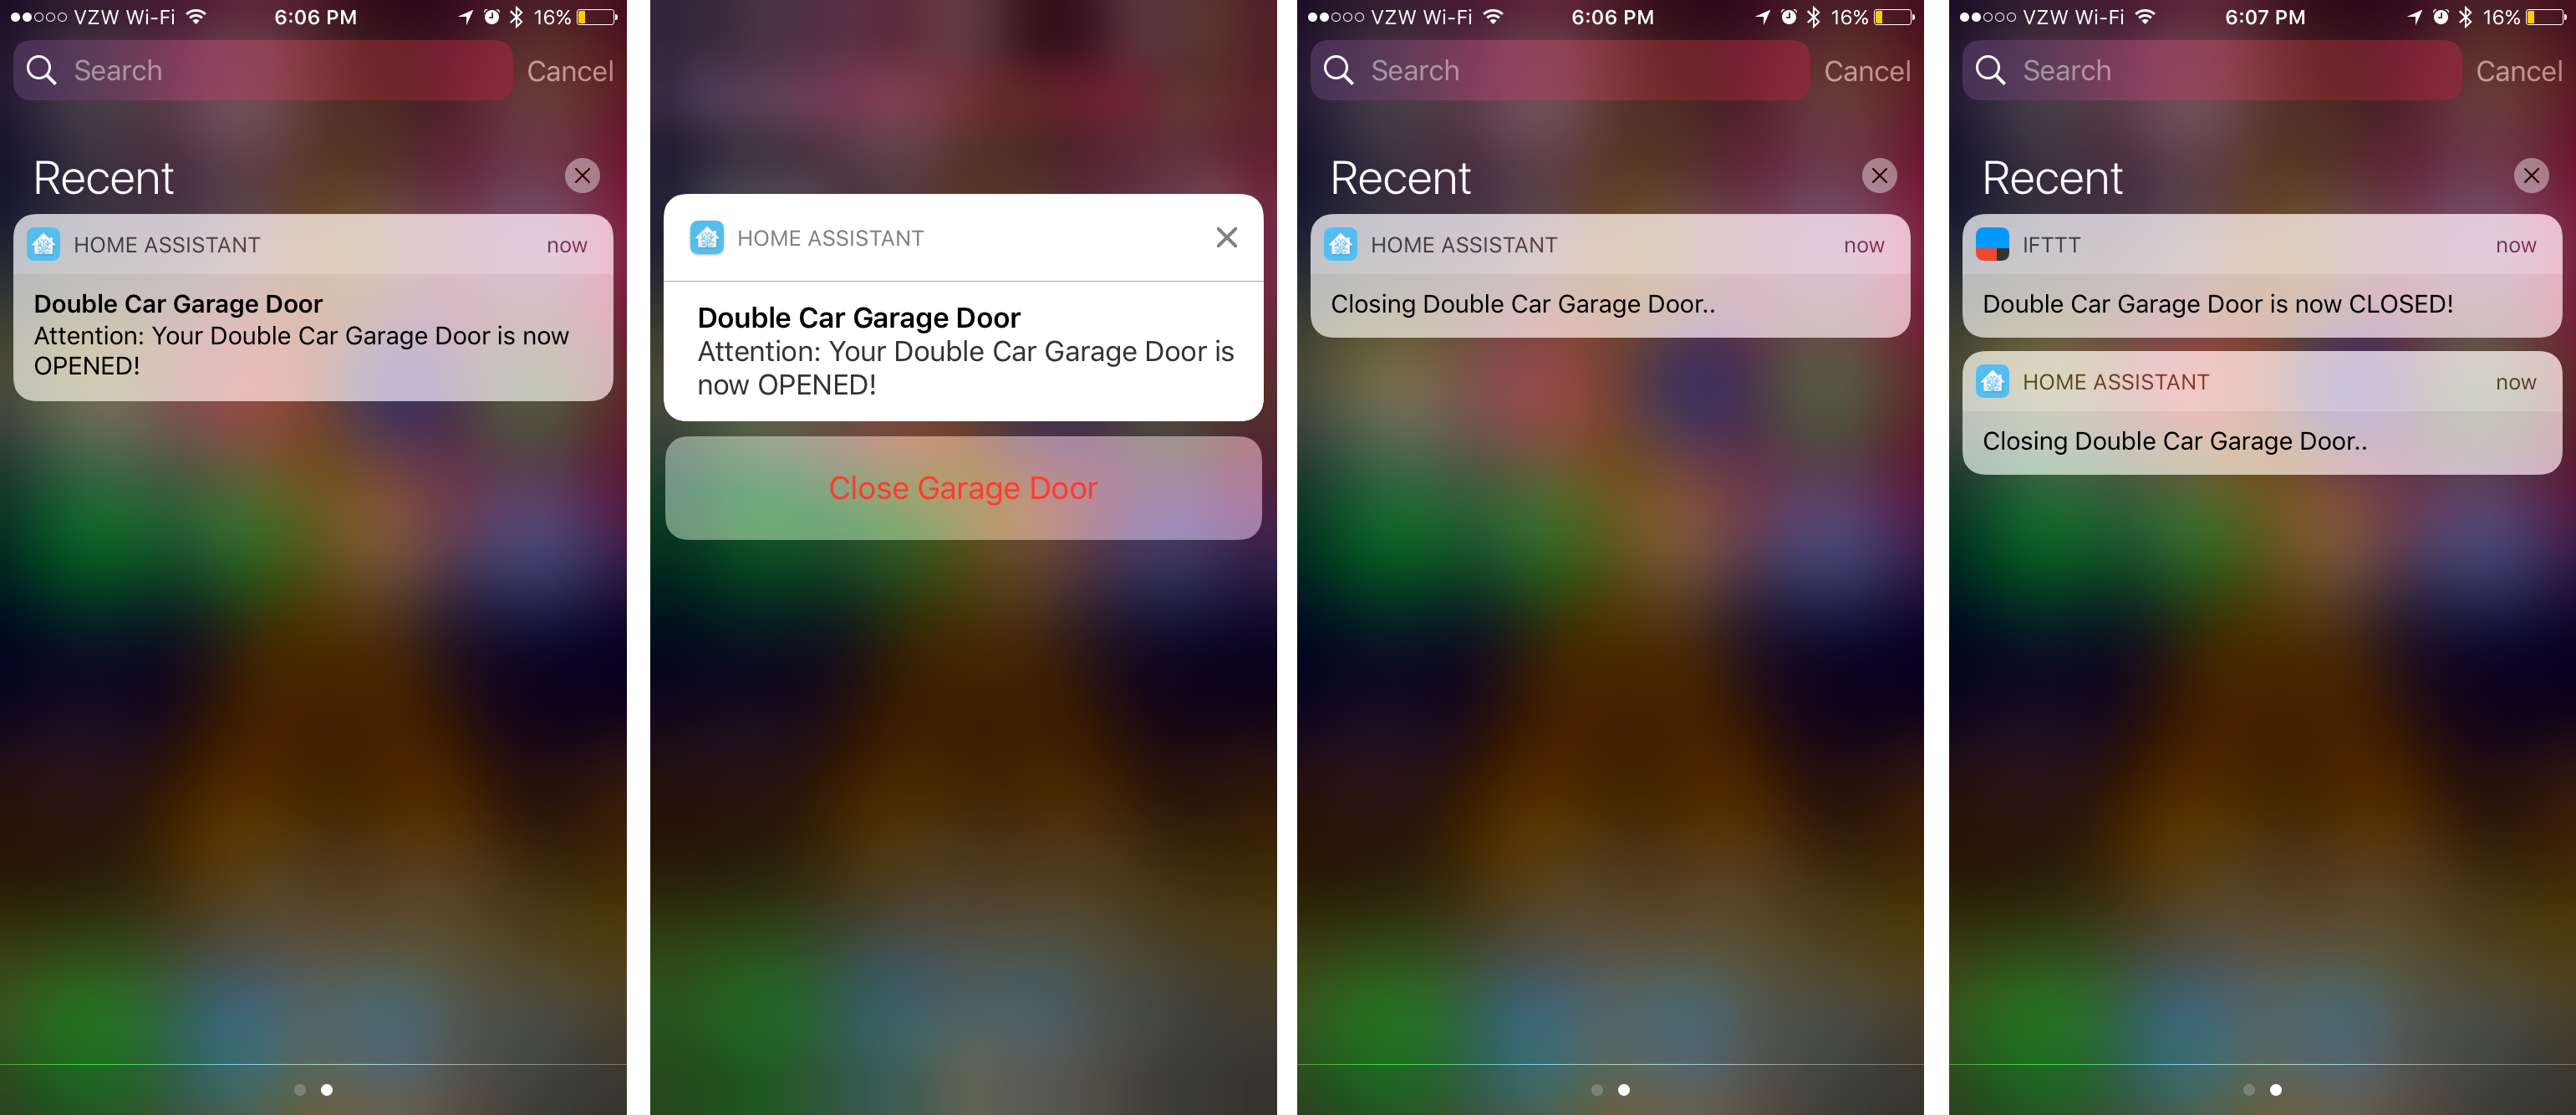 VZW Wi-Fi 6:06 PM 16%
Search Cancel
Recent
HOME ASSISTANT now
Double Car Garage Door
Attention: Your Double Car Garage Door is now
OPENED!
HOME ASSISTANT
Double Car Garage Door
Attention: Your Double Car Garage Door is
now OPENED!
Close Garage Door
VZW Wi-Fi 6:06 PM 16%
Search Cancel
Recent
HOME ASSISTANT now
Closing Double Car Garage Door..
VZW Wi-Fi 6:07 PM 16%
Search Cancel
Recent
IFTTT now
Double Car Garage Door is now CLOSED!
HOME ASSISTANT now
Closing Double Car Garage Door..